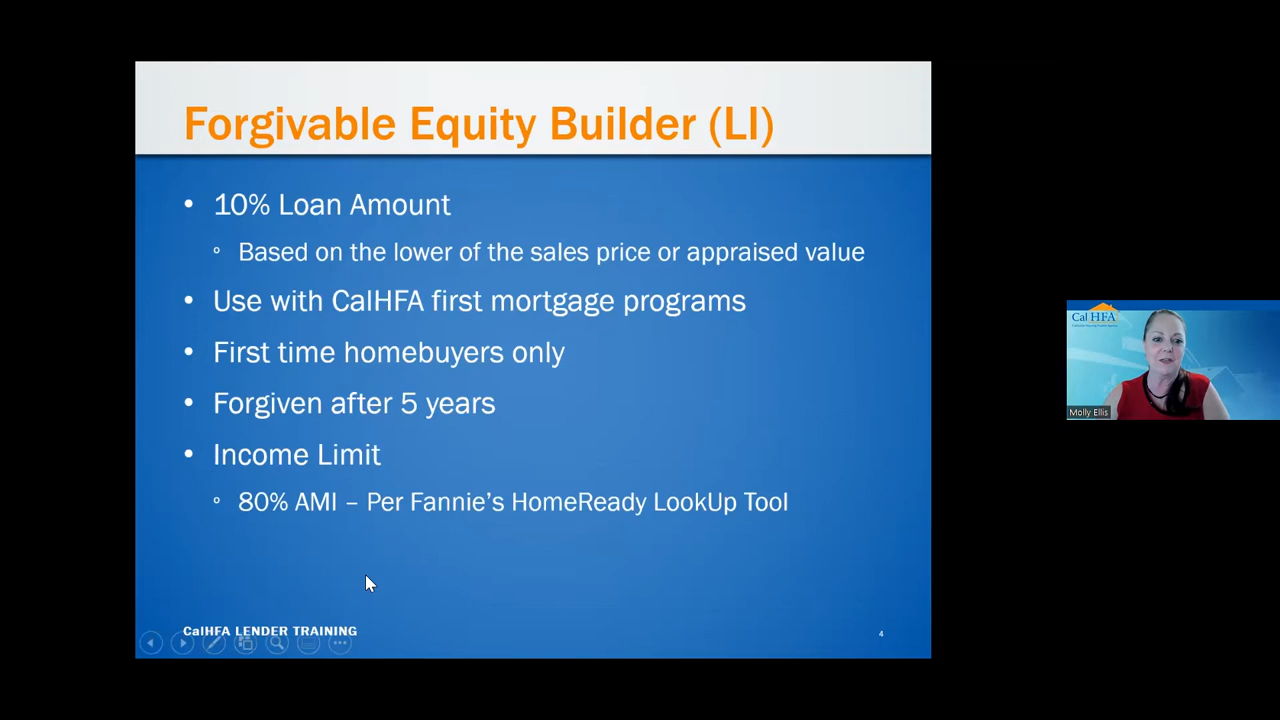 Forgivable Equity Builder (LI)
• 10% Loan Amount
° Based on the lower of the sales price or appraised value
• Use with CalHFA first mortgage programs
• First time homebuyers only
• Forgiven after 5 years
• Income Limit
° 80% AMI – Per Fannie's HomeReady LookUp Tool
CalHFA LENDER TRAINING
4
Cal HFA
Molly Ellis